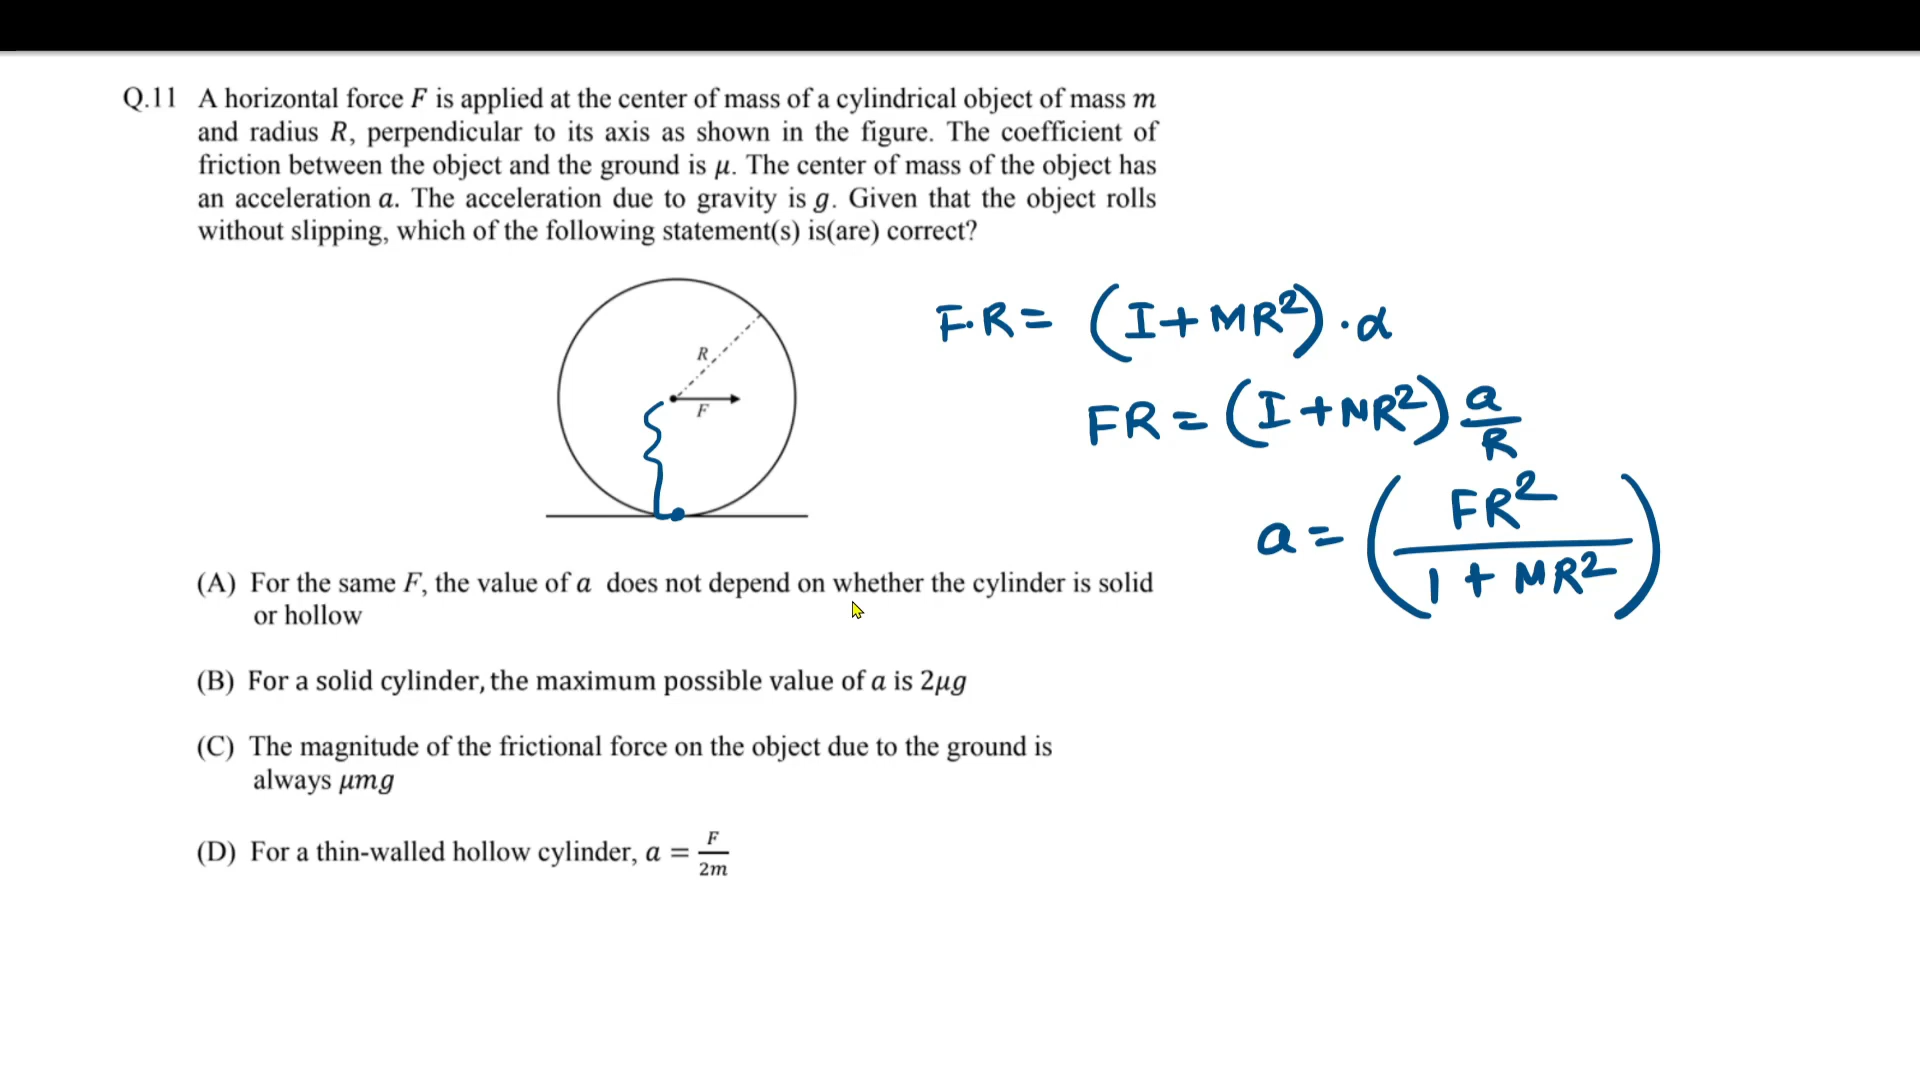 Q.11 A horizontal force F is applied at the center of mass of a cylindrical object of mass m
and radius R, perpendicular to its axis as shown in the figure. The coefficient of
friction between the object and the ground is μ. The center of mass of the object has
an acceleration a. The acceleration due to gravity is g. Given that the object rolls
without slipping, which of the following statement(s) is(are) correct?
R
F
F·R = (I + MR²)·α
FR = (I + MR²) a/R
a = (FR²/(1 + MR²))
(A) For the same F, the value of a does not depend on whether the cylinder is solid
or hollow
(B) For a solid cylinder, the maximum possible value of a is 2μg
(C) The magnitude of the frictional force on the object due to the ground is
always μmg
(D) For a thin-walled hollow cylinder, a = F/2m